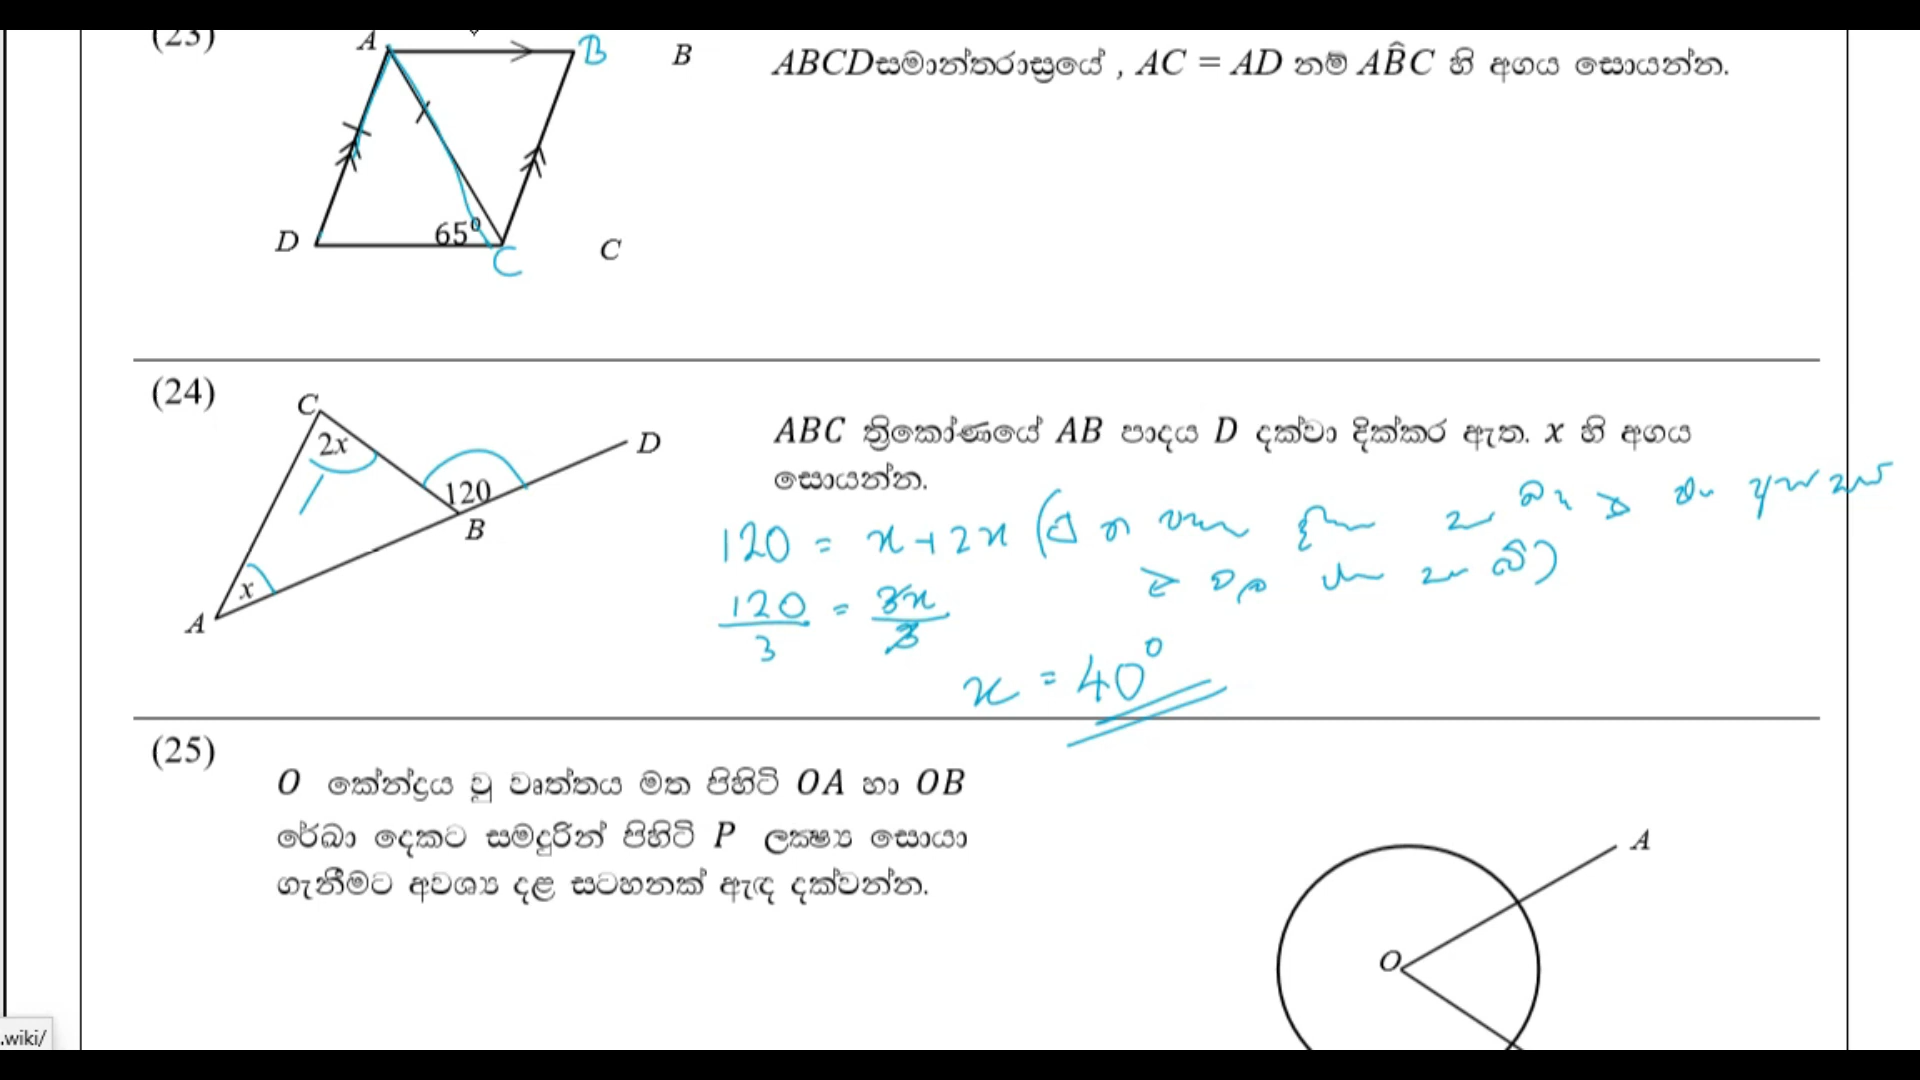 (23)
A
B
B
ABCDසමාන්තරාස්‍රයේ , AC = AD නම් AB̂C හි අගය සොයන්න.
D
65⁰
C
C
(24)
C
2x
D
120
B
x
A
ABC ත්‍රිකෝණයේ AB පාදය D දක්වා දික්කර ඇත. x හි අගය
සොයන්න.
120 = x + 2x
120/3 = 3x/3
x = 40⁰
(25)
O කේන්ද්‍රය වූ වෘත්තය මත පිහිටි OA හා OB
රේඛා දෙකට සමදුරින් පිහිටි P ලක්‍ෂ්‍ය සොයා
ගැනීමට අවශ්‍ය දළ සටහනක් ඇඳ දක්වන්න.
A
O
.wiki/